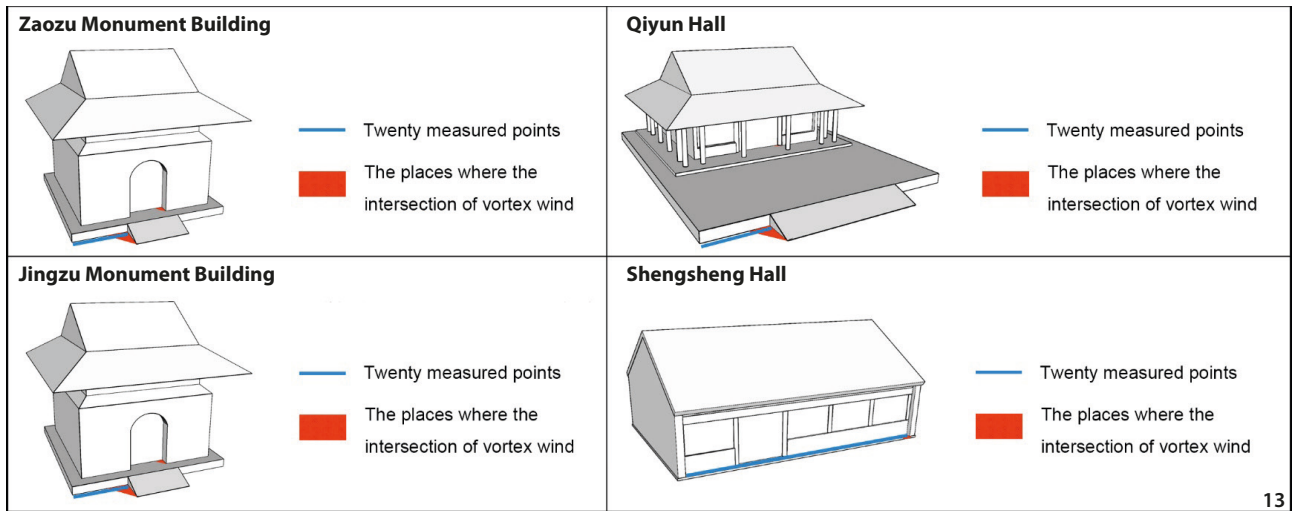 Zaozu Monument Building
Twenty measured points
The places where the
intersection of vortex wind
Qiyun Hall
Twenty measured points
The places where the
intersection of vortex wind
Jingzu Monument Building
Twenty measured points
The places where the
intersection of vortex wind
Shengsheng Hall
Twenty measured points
The places where the
intersection of vortex wind
13